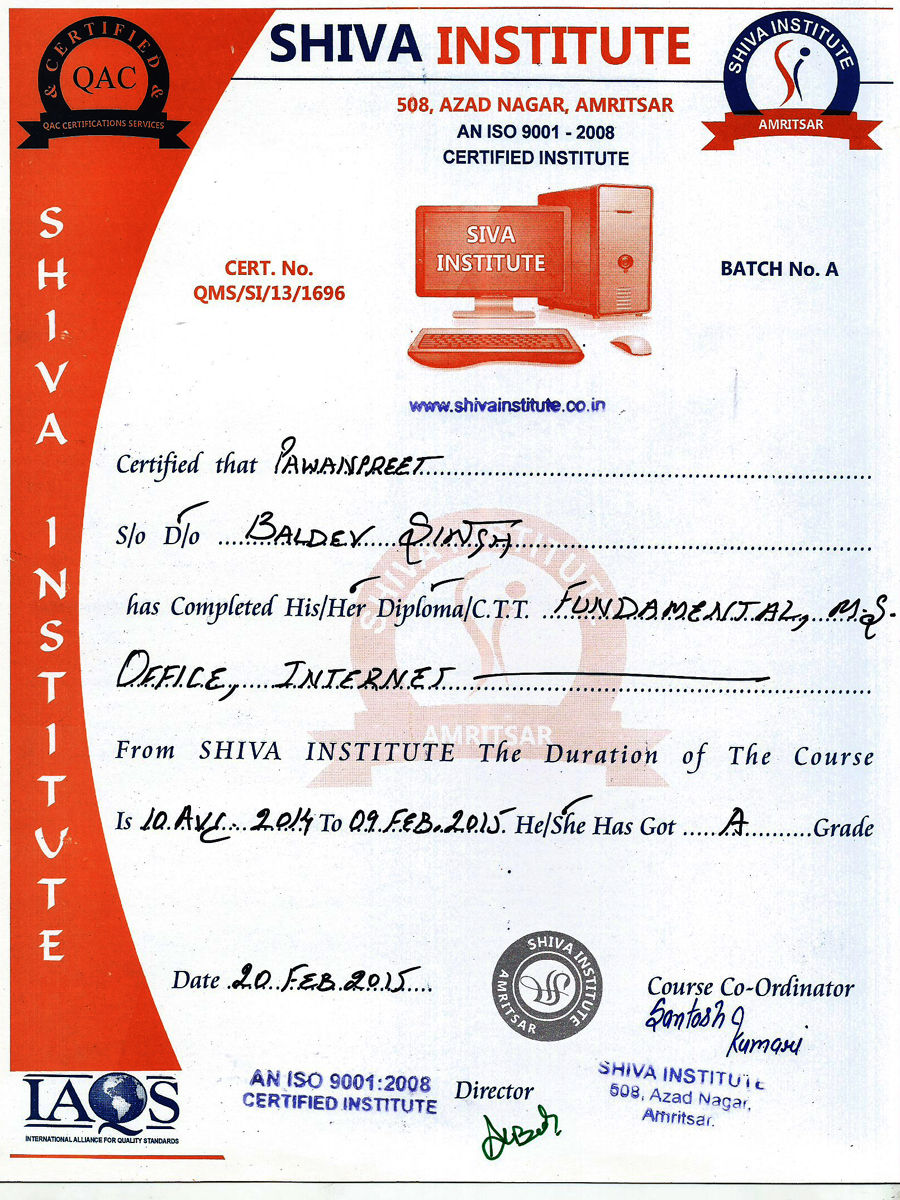 CERTIFIED
& &
QAC
QAC CERTIFICATIONS SERVICES
SHIVA INSTITUTE
SHIVA INSTITUTE
AMRITSAR
508, AZAD NAGAR, AMRITSAR
AN ISO 9001 - 2008
CERTIFIED INSTITUTE
SHIVA INSTITUTE
SIVA
INSTITUTE
CERT. No.
QMS/SI/13/1696
BATCH No. A
www.shivainstitute.co.in
Certified that PAWANPREET
S/o D/o BALDEV SINGH
SHIVA INSTITUTE
has Completed His/Her Diploma/C.T.T. FUNDAMENTAL, M.S.
OFFICE, INTERNET
AMRITSAR
From SHIVA INSTITUTE The Duration of The Course
Is 10 AUG. 2014 To 09 FEB. 2015 He/She Has Got A Grade
SHIVA INSTITUTE
AMRITSAR
Date 20 FEB 2015
Course Co-Ordinator
Santosh
Kumari
IAQS
INTERNATIONAL ALLIANCE FOR QUALITY STANDARDS
AN ISO 9001:2008
CERTIFIED INSTITUTE
Director
SHIVA INSTITUTE
508, Azad Nagar,
Amritsar.